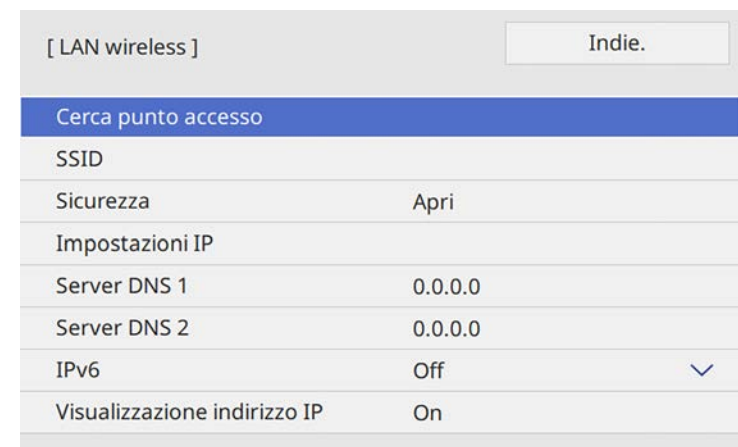 [ LAN wireless ]
Indie.
Cerca punto accesso
SSID
Sicurezza Apri
Impostazioni IP
Server DNS 1 0.0.0.0
Server DNS 2 0.0.0.0
IPv6 Off
Visualizzazione indirizzo IP On